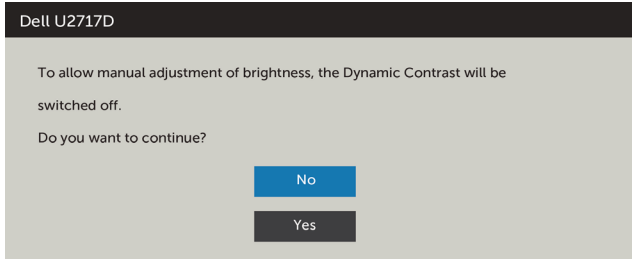 Dell U2717D
To allow manual adjustment of brightness, the Dynamic Contrast will be
switched off.
Do you want to continue?
No
Yes